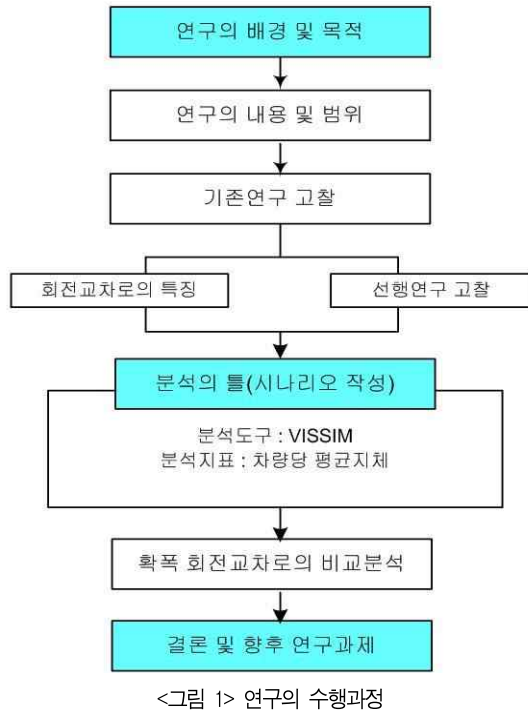 연구의 배경 및 목적
연구의 내용 및 범위
기존연구 고찰
회전교차로의 특징
선행연구 고찰
분석의 틀(시나리오 작성)
분석도구 : VISSIM
분석지표 : 차량당 평균지체
확폭 회전교차로의 비교분석
결론 및 향후 연구과제
<그림 1> 연구의 수행과정